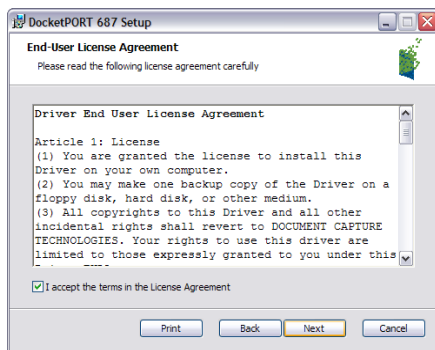 DocketPORT 687 Setup
End-User License Agreement
Please read the following license agreement carefully
Driver End User License Agreement
Article 1: License
(1) You are granted the license to install this
Driver on your own computer.
(2) You may make one backup copy of the Driver on a
floppy disk, hard disk, or other medium.
(3) All copyrights to this Driver and all other
incidental rights shall revert to DOCUMENT CAPTURE
TECHNOLOGIES. Your rights to use this driver are
limited to those expressly granted to you under this
I accept the terms in the License Agreement
Print Back Next Cancel